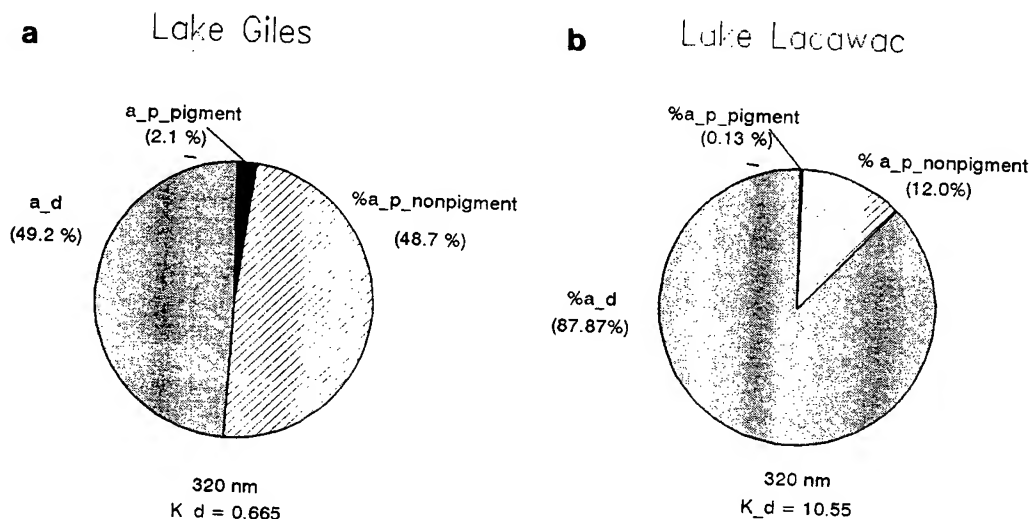 a
Lake Giles
a_p_pigment
(2.1 %)
a_d
(49.2 %)
%a_p_nonpigment
(48.7 %)
320 nm
K_d = 0.665
b
Lake Lacawac
%a_p_pigment
(0.13 %)
% a_p_nonpigment
(12.0%)
%a_d
(87.87%)
320 nm
K_d = 10.55